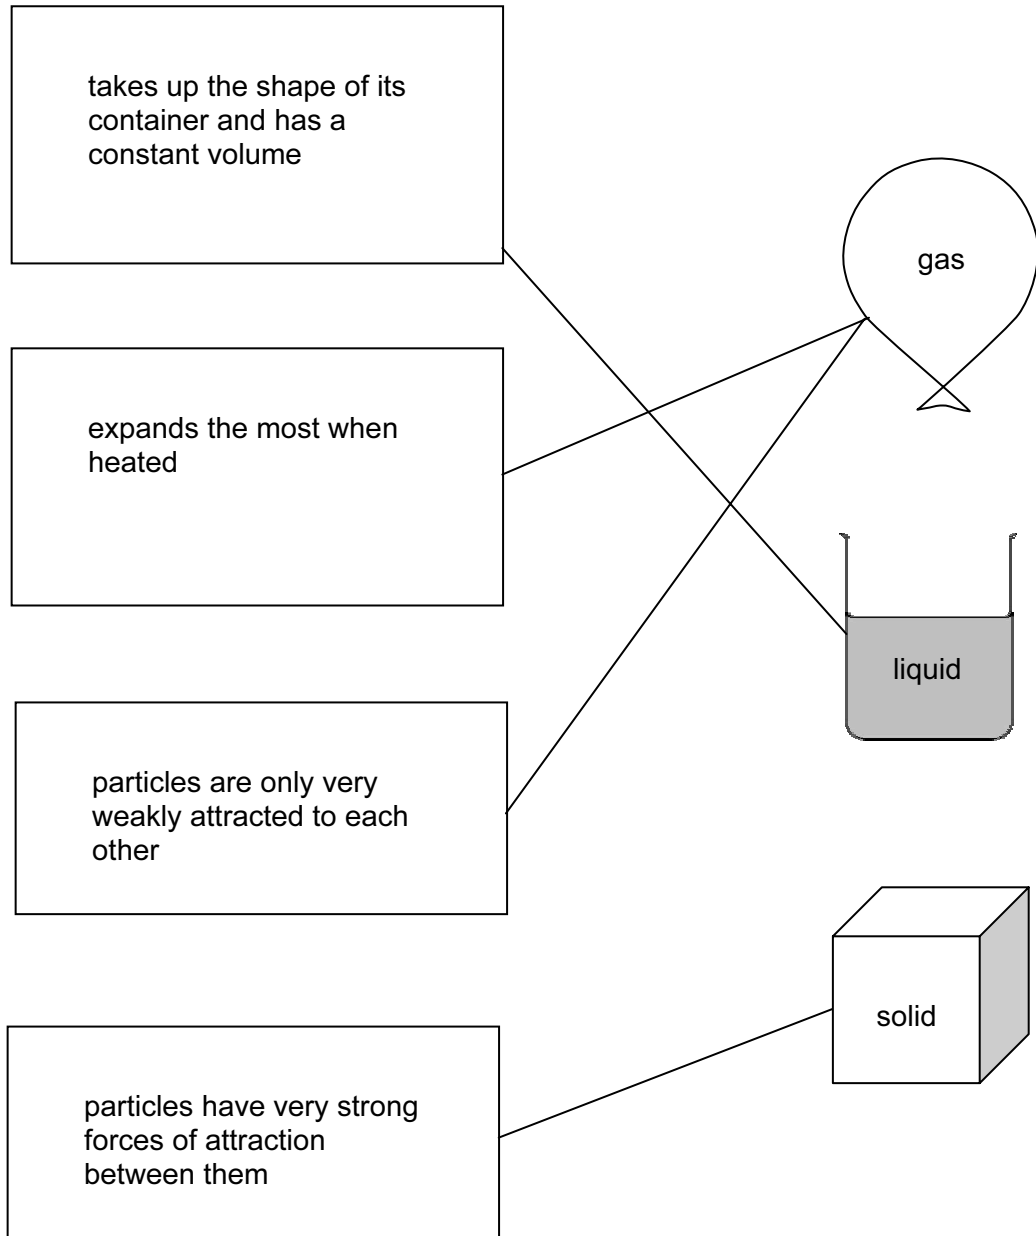 takes up the shape of its
container and has a
constant volume
gas
expands the most when
heated
liquid
particles are only very
weakly attracted to each
other
solid
particles have very strong
forces of attraction
between them